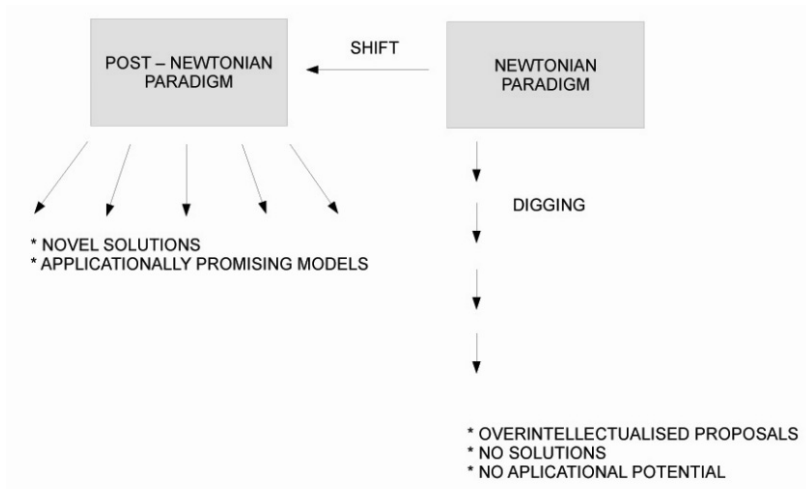 POST – NEWTONIAN
PARADIGM
SHIFT
NEWTONIAN
PARADIGM
DIGGING
* NOVEL SOLUTIONS
* APPLICATIONALLY PROMISING MODELS
* OVERINTELLECTUALISED PROPOSALS
* NO SOLUTIONS
* NO APLICATIONAL POTENTIAL